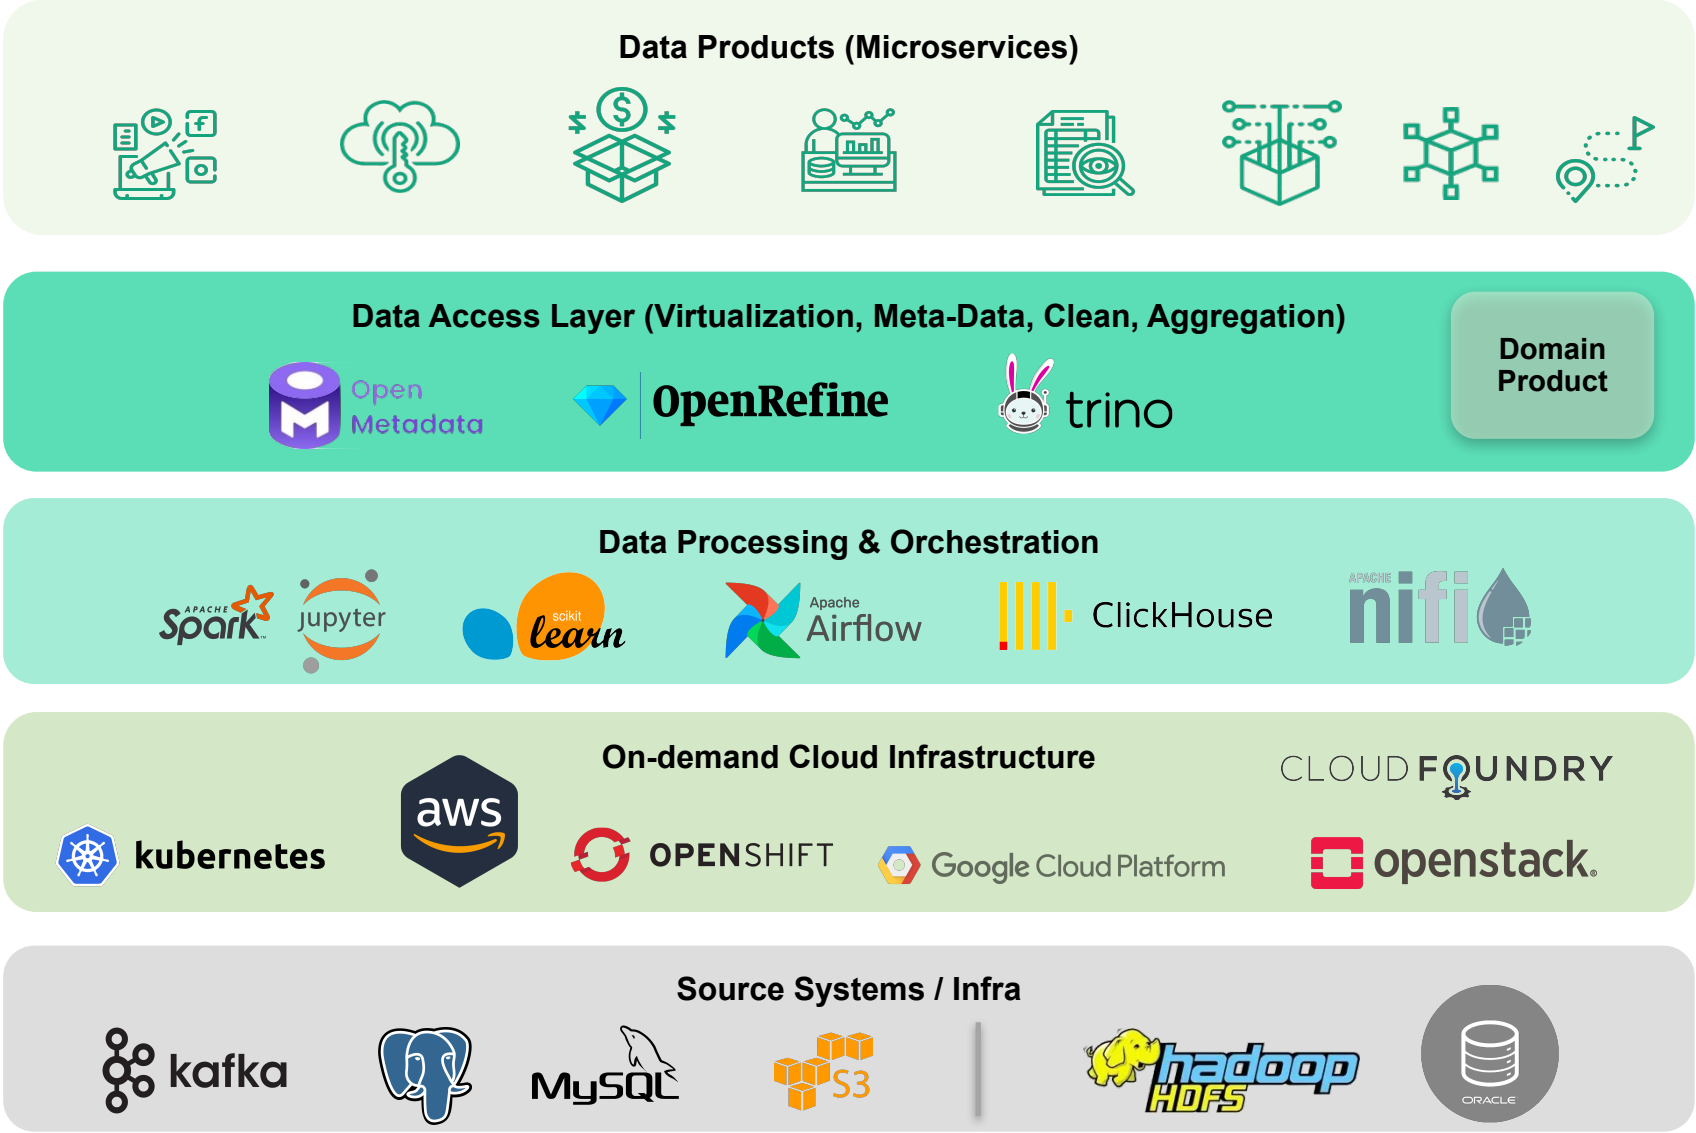 Data Products (Microservices)
f
$
Data Access Layer (Virtualization, Meta-Data, Clean, Aggregation)
Domain
Product
M
Open
Metadata
OpenRefine
trino
Data Processing & Orchestration
APACHE
Spark™
jupyter
scikit
learn
Apache
Airflow
ClickHouse
APACHE
nifi
On-demand Cloud Infrastructure
CLOUD FOUNDRY
aws
kubernetes
OPENSHIFT
Google Cloud Platform
openstack®
Source Systems / Infra
kafka
MySQL
S3
hadoop
HDFS
ORACLE